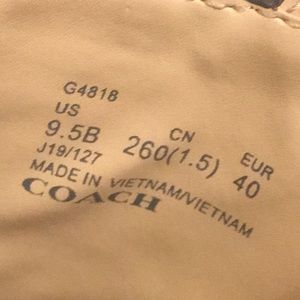 G4818
US CN EUR
9.5B 260(1.5) 40
J19/127
MADE IN VIETNAM/VIETNAM
COACH